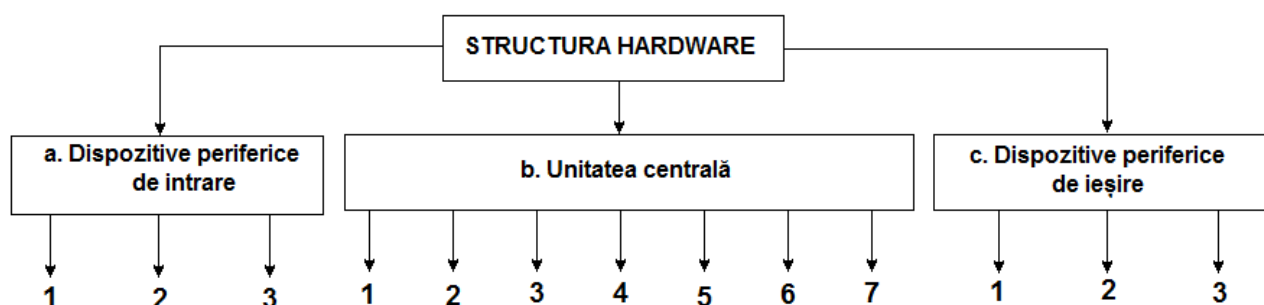 STRUCTURA HARDWARE
a. Dispozitive periferice
de intrare
b. Unitatea centrală
c. Dispozitive periferice
de ieșire
1 2 3 1 2 3 4 5 6 7 1 2 3